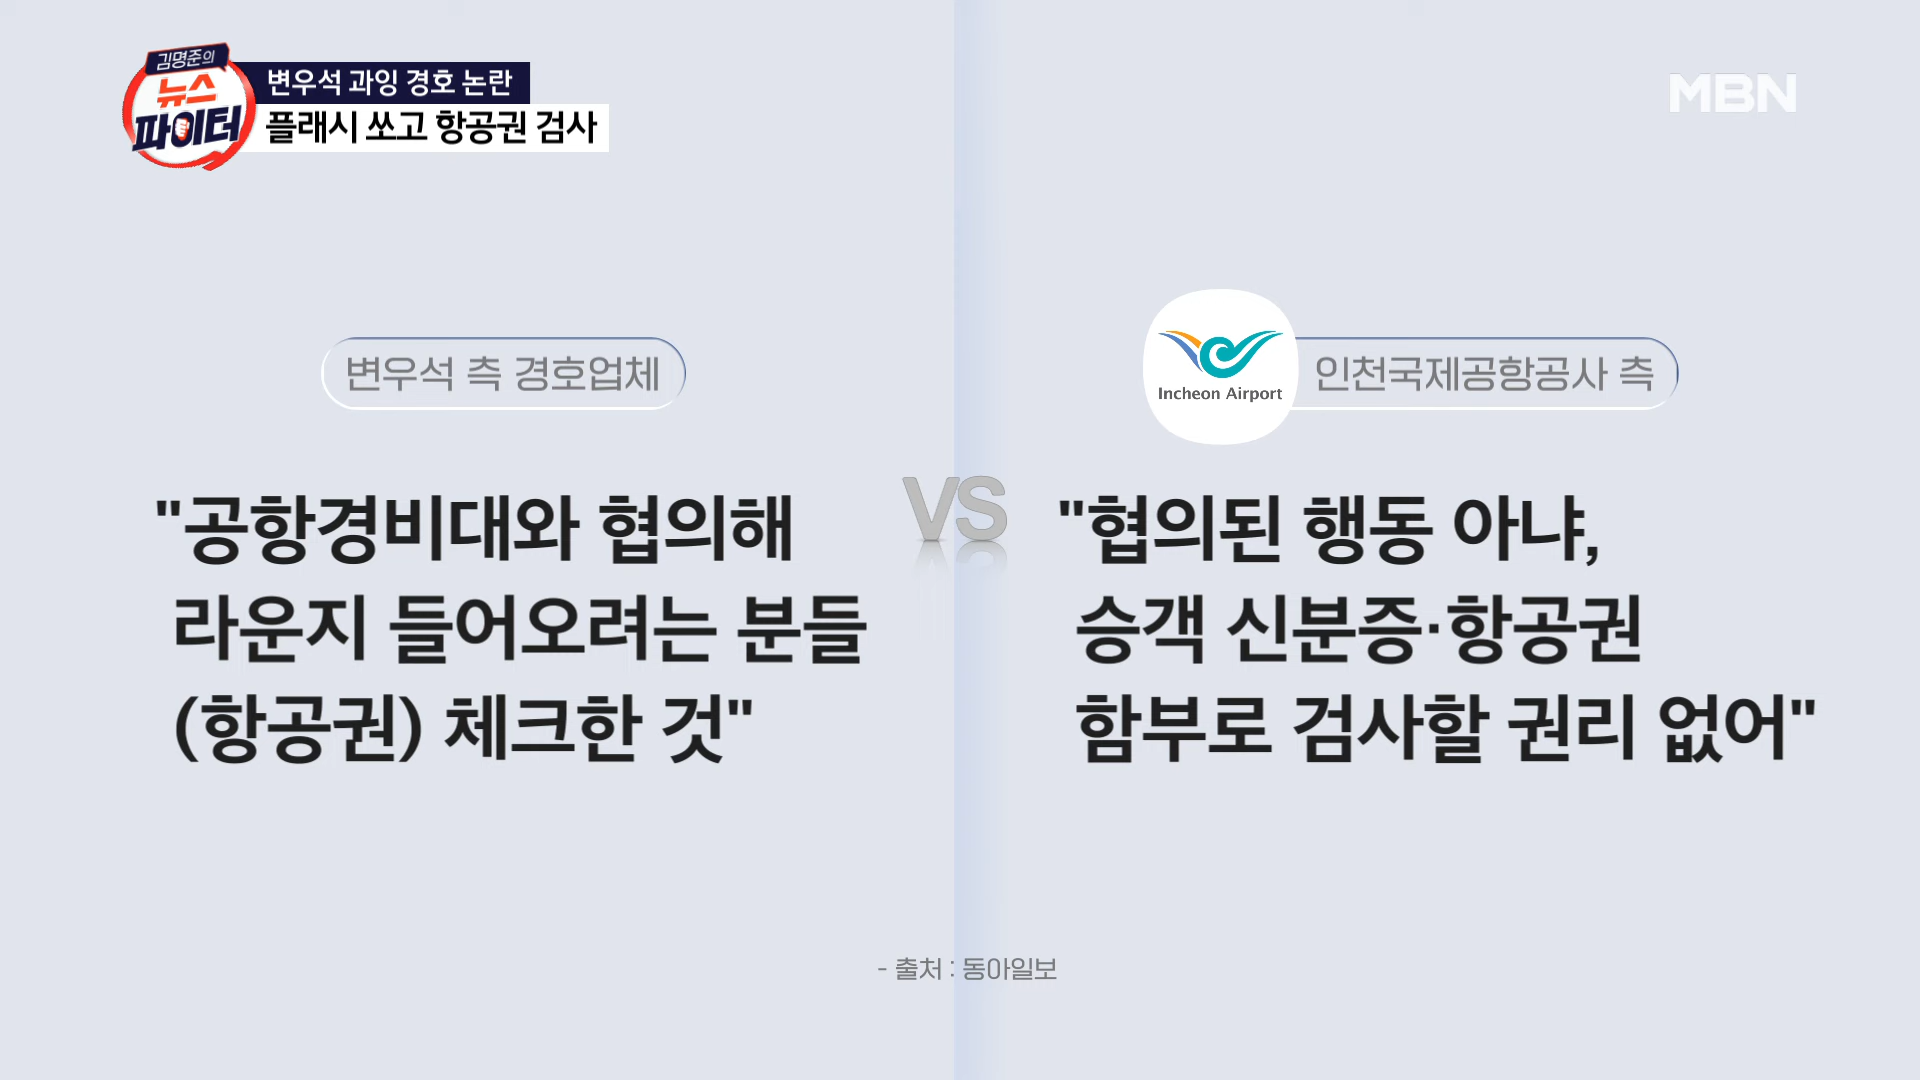 김명준의
뉴스
파이터
변우석 과잉 경호 논란
플래시 쏘고 항공권 검사
MBN
변우석 측 경호업체
"공항경비대와 협의해
라운지 들어오려는 분들
(항공권) 체크한 것"
VS
Incheon Airport
인천국제공항공사 측
"협의된 행동 아냐,
승객 신분증·항공권
함부로 검사할 권리 없어"
- 출처 : 동아일보